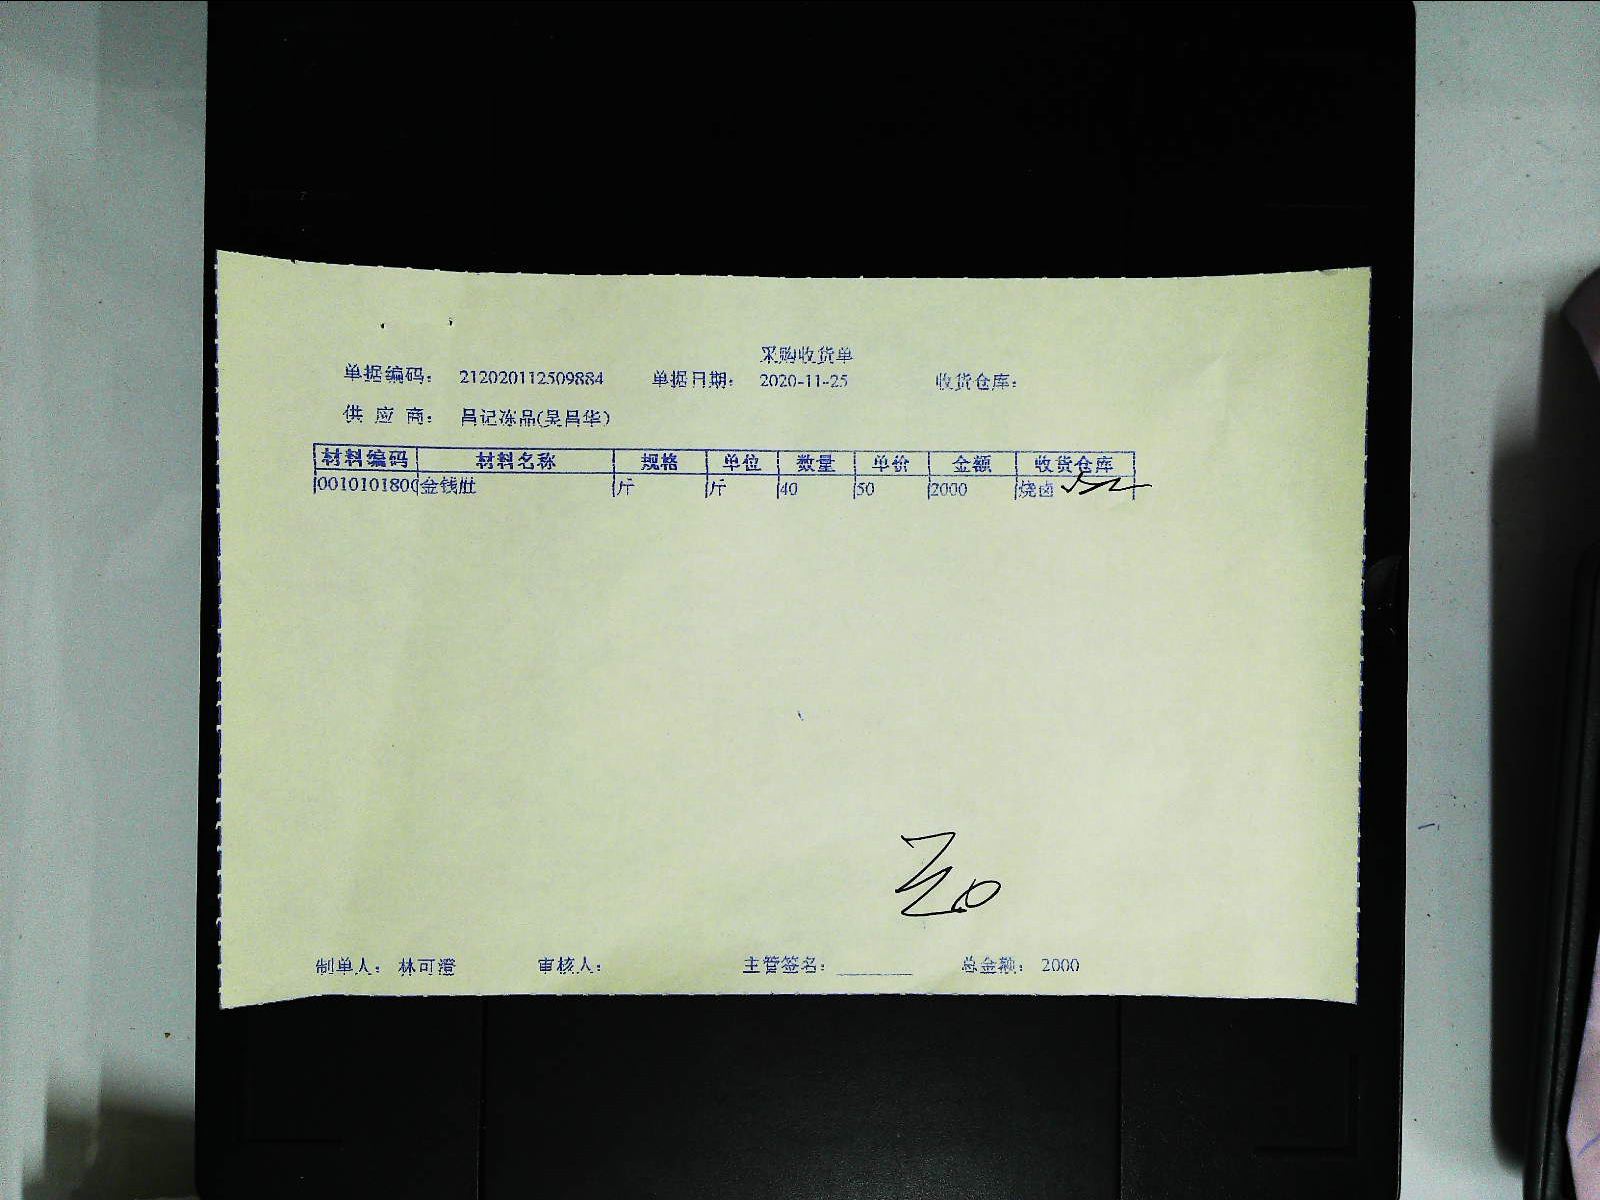 采购收货单
单据编码： 212020112509884 单据日期： 2020-11-25 收货仓库：
供 应 商： 昌记冻品(吴昌华)
材料编码 材料名称 规格 单位 数量 单价 金额 收货仓库
0010101800 金钱肚 斤 斤 40 50 2000 烧卤
制单人： 林可澄 审核人： 主管签名：________ 总金额： 2000